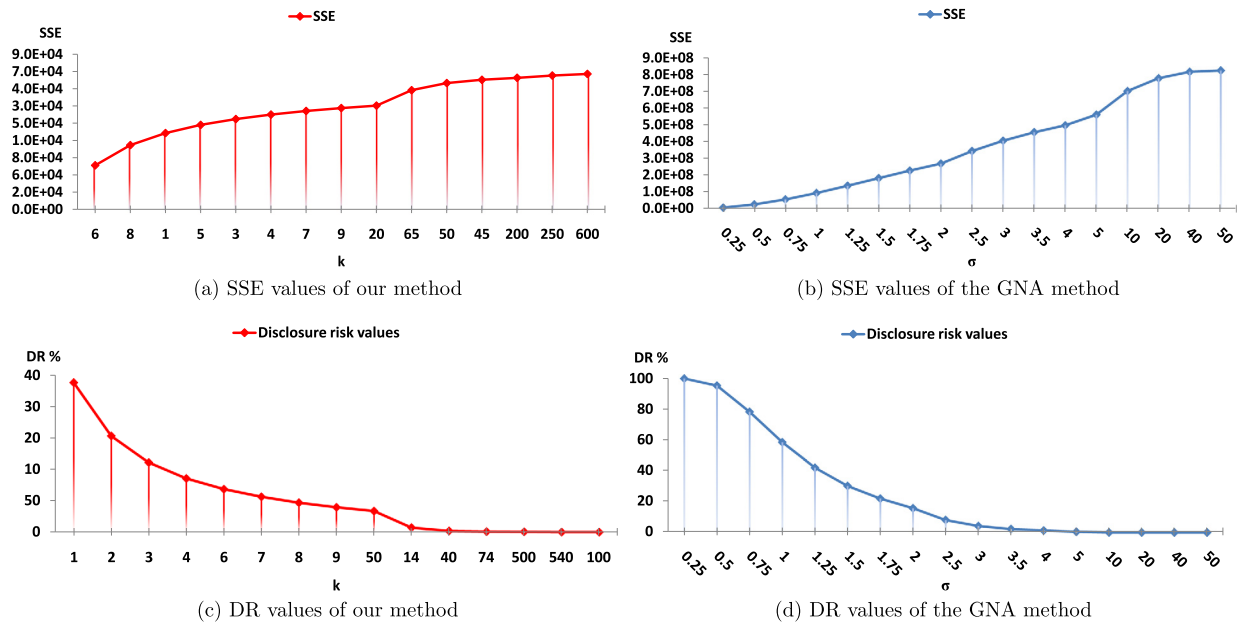 SSE
SSE
9.0E+04
7.0E+04
4.0E+04
3.0E+04
5.0E+04
1.0E+04
8.0E+04
6.0E+04
2.0E+04
0.0E+00
6 8 1 5 3 4 7 9 20 65 50 45 200 250 600
k
(a) SSE values of our method
SSE
SSE
9.0E+08
8.0E+08
7.0E+08
6.0E+08
5.0E+08
4.0E+08
3.0E+08
2.0E+08
1.0E+08
0.0E+00
0.25 0.5 0.75 1 1.25 1.5 1.75 2 2.5 3 3.5 4 5 10 20 40 50
σ
(b) SSE values of the GNA method
Disclosure risk values
DR %
40
30
20
10
50
0
1 2 3 4 6 7 8 9 50 14 40 74 500 540 100
k
(c) DR values of our method
Disclosure risk values
DR %
100
80
60
40
20
0
0.25 0.5 0.75 1 1.25 1.5 1.75 2 2.5 3 3.5 4 5 10 20 40 50
σ
(d) DR values of the GNA method